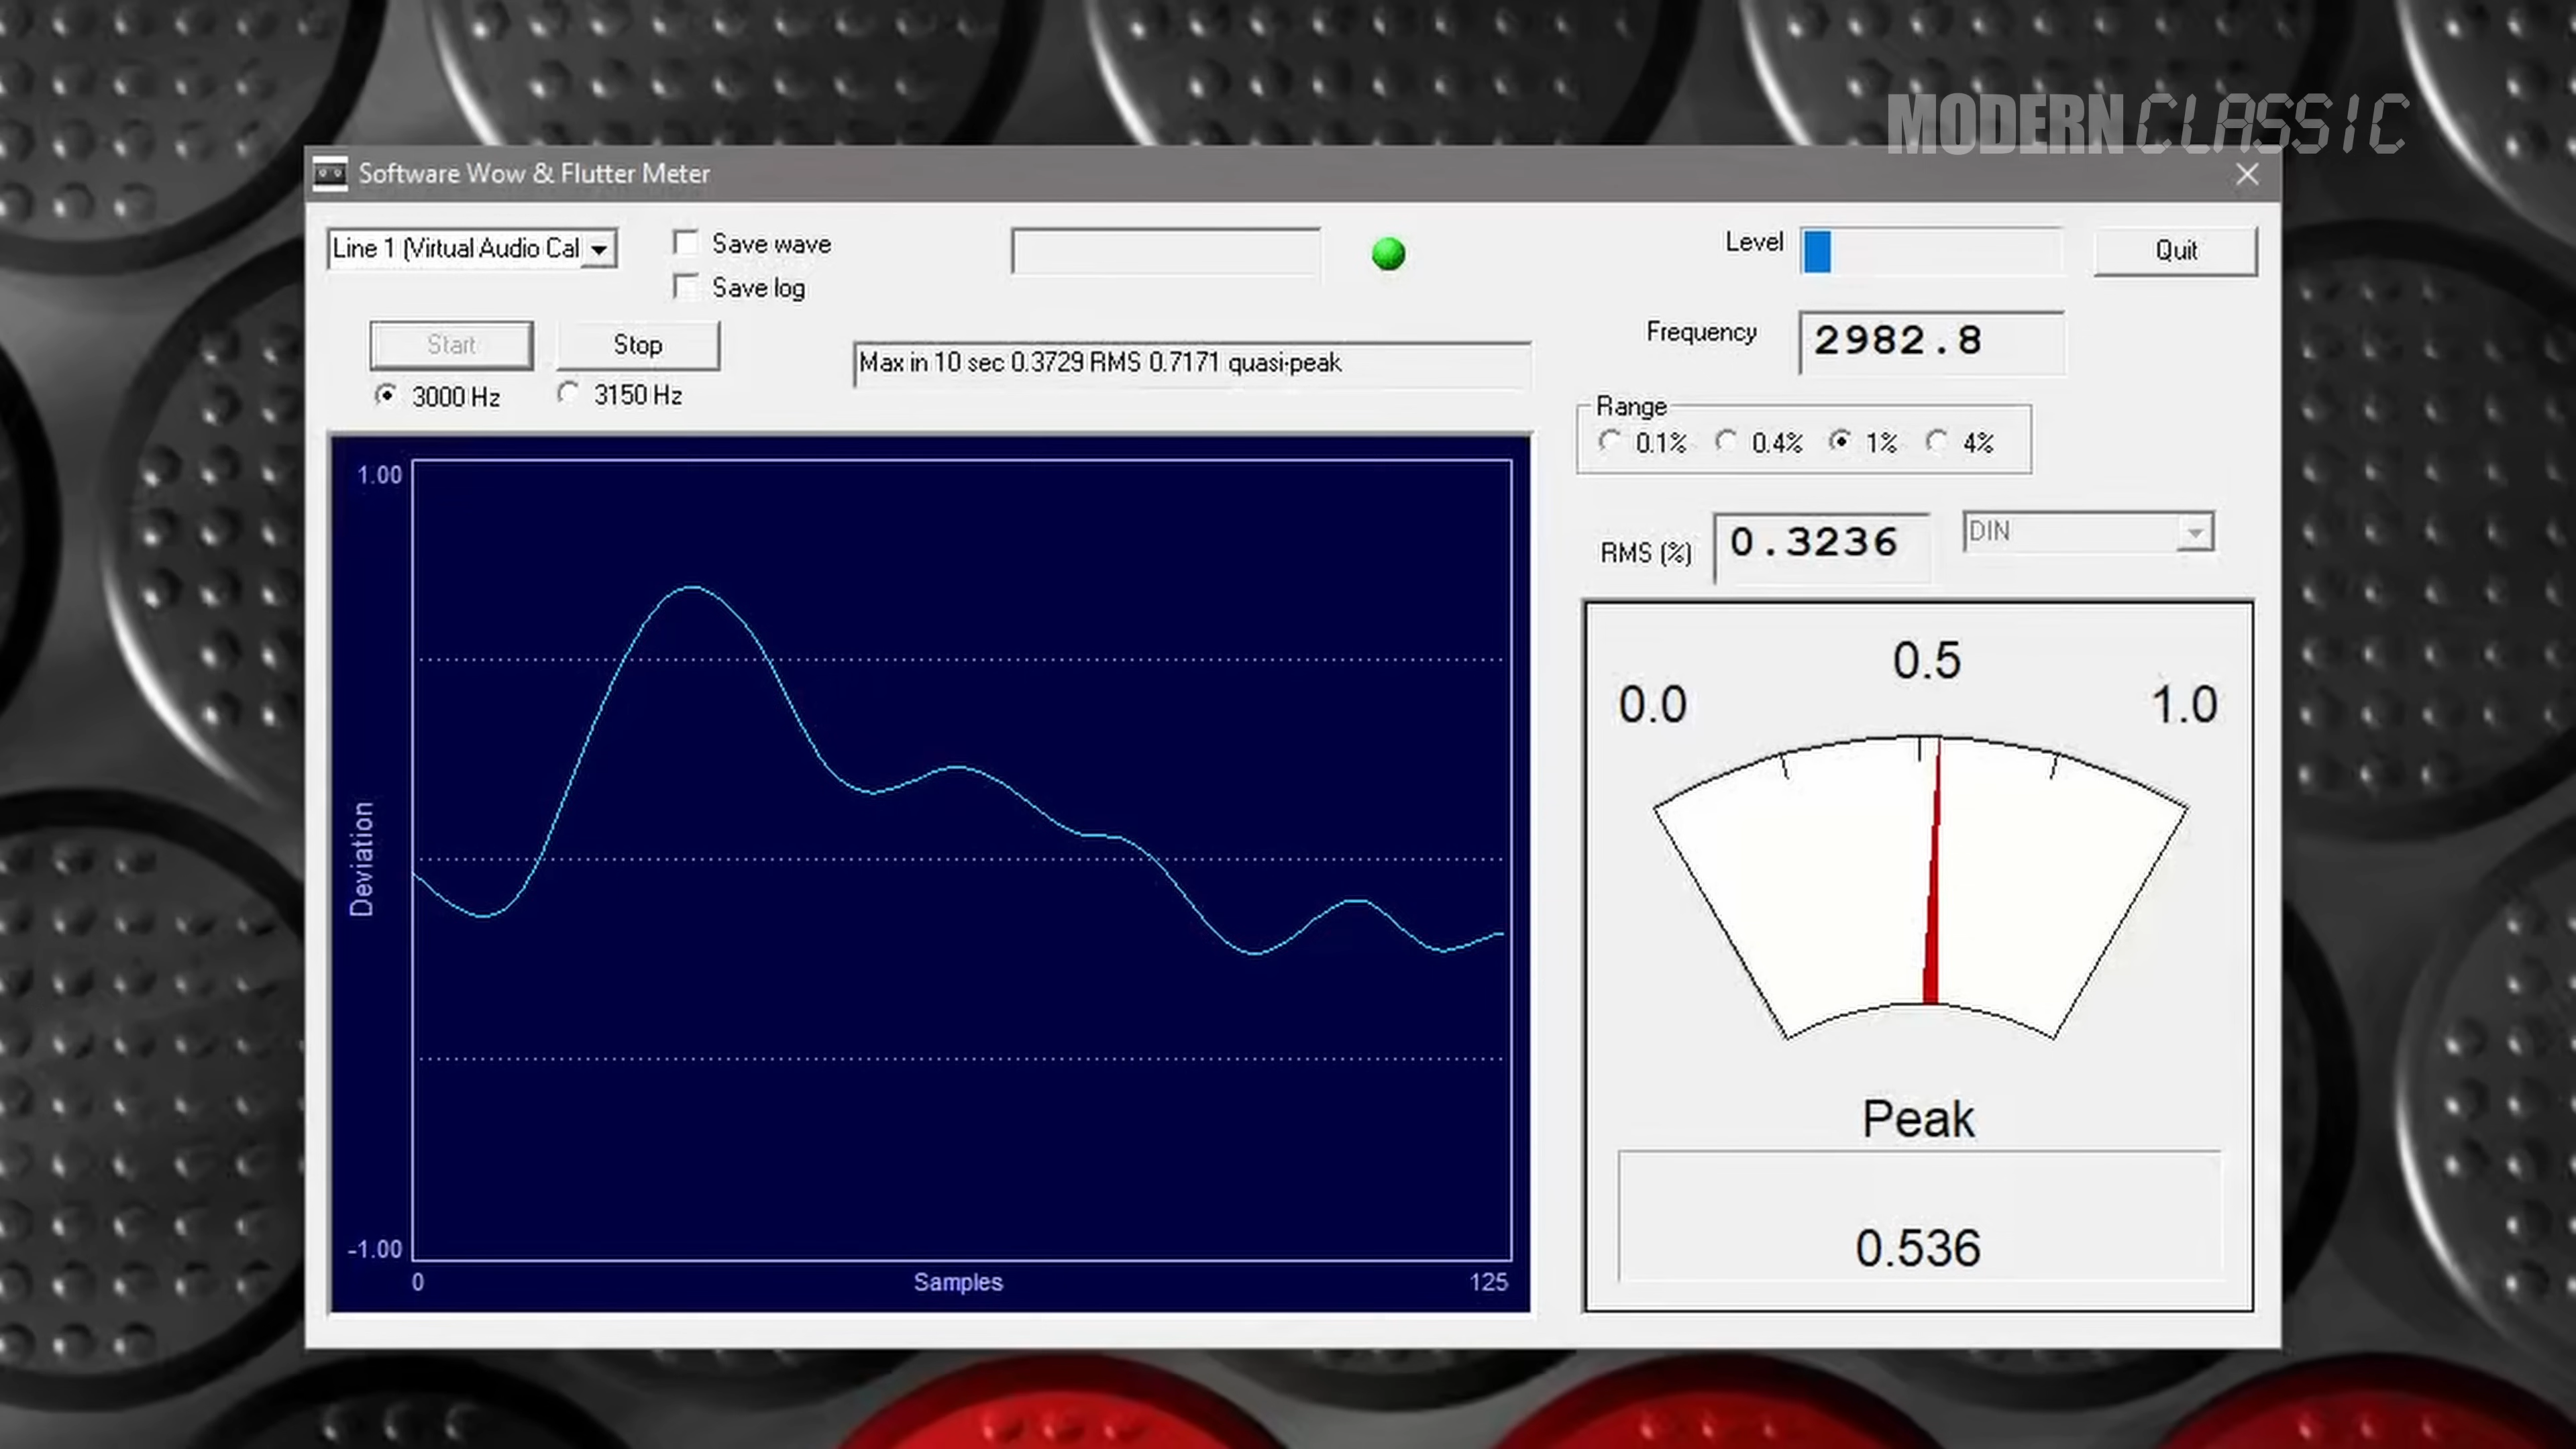 MODERN CLASSIC
Software Wow & Flutter Meter
Line 1 (Virtual Audio Cal
Save wave
Save log
Level
Quit
Start
Stop
Max in 10 sec 0.3729 RMS 0.7171 quasi-peak
Frequency
2982.8
3000 Hz
3150 Hz
Range
0.1%
0.4%
1%
4%
RMS (%)
0.3236
DIN
1.00
Deviation
-1.00
0
Samples
125
0.0
0.5
1.0
Peak
0.536